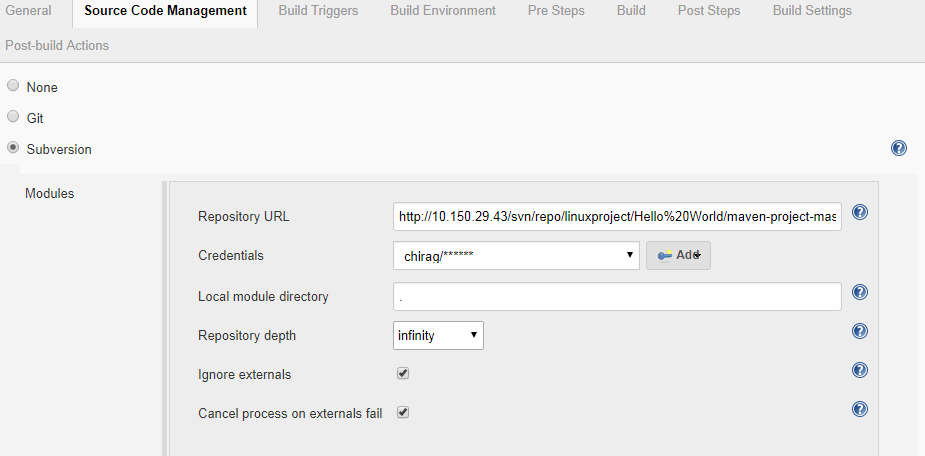 General Source Code Management Build Triggers Build Environment Pre Steps Build Post Steps Build Settings
Post-build Actions
None
Git
Subversion
Modules
Repository URL http://10.150.29.43/svn/repo/linuxproject/Hello%20World/maven-project-mas
Credentials chirag/****** Add
Local module directory .
Repository depth infinity
Ignore externals
Cancel process on externals fail